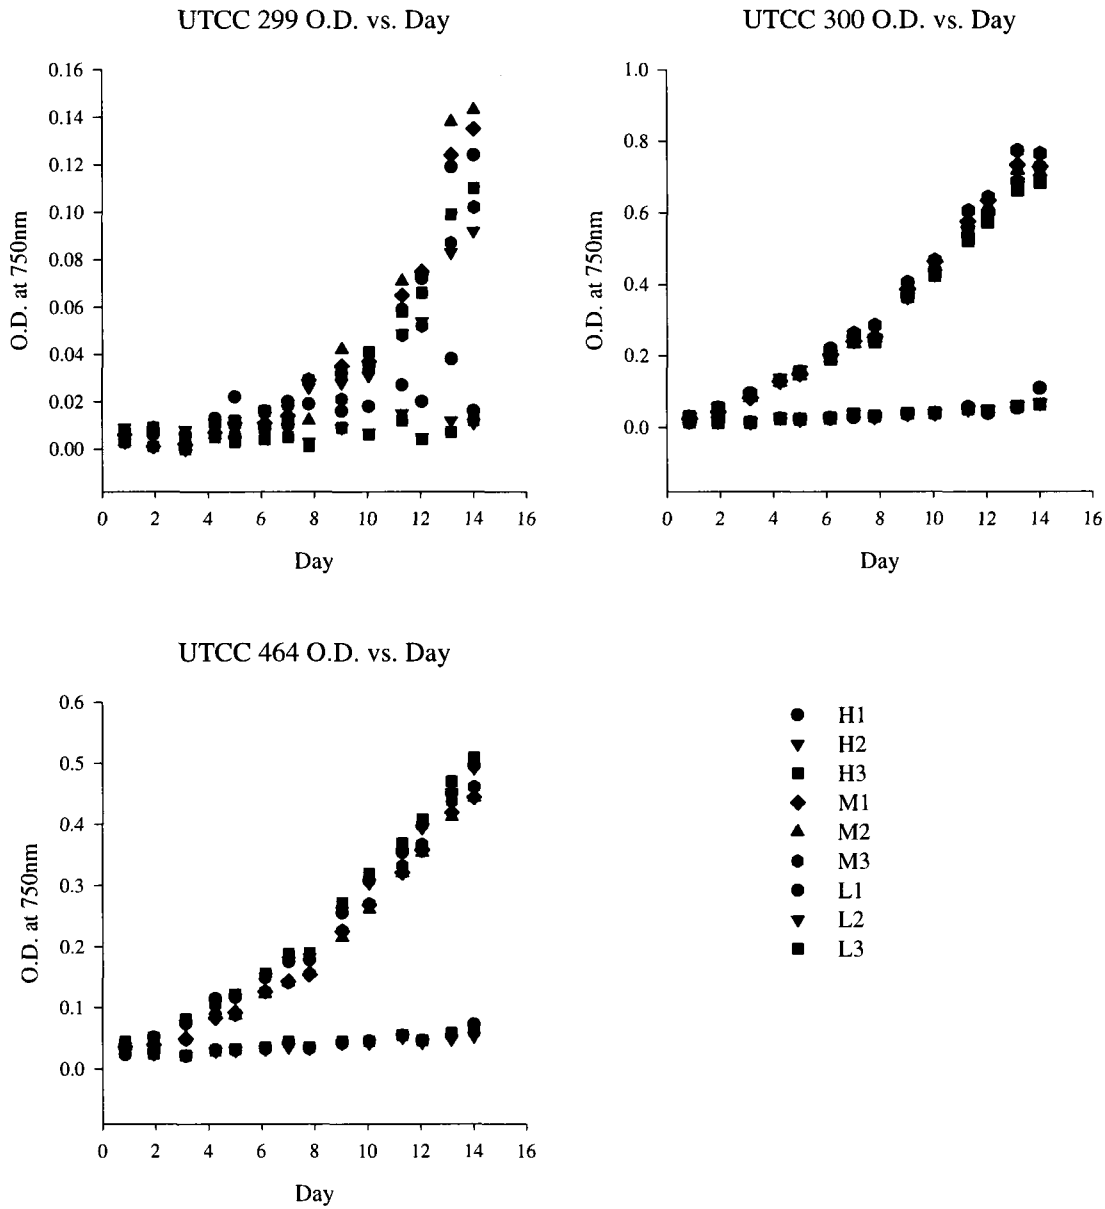 UTCC 299 O.D. vs. Day
0.16
0.14
0.12
0.10
0.08
0.06
0.04
0.02
0.00
O.D. at 750nm
0 2 4 6 8 10 12 14 16
Day
UTCC 300 O.D. vs. Day
1.0
0.8
0.6
0.4
0.2
0.0
O.D. at 750nm
0 2 4 6 8 10 12 14 16
Day
UTCC 464 O.D. vs. Day
0.6
0.5
0.4
0.3
0.2
0.1
0.0
O.D. at 750nm
0 2 4 6 8 10 12 14 16
Day
H1
H2
H3
M1
M2
M3
L1
L2
L3